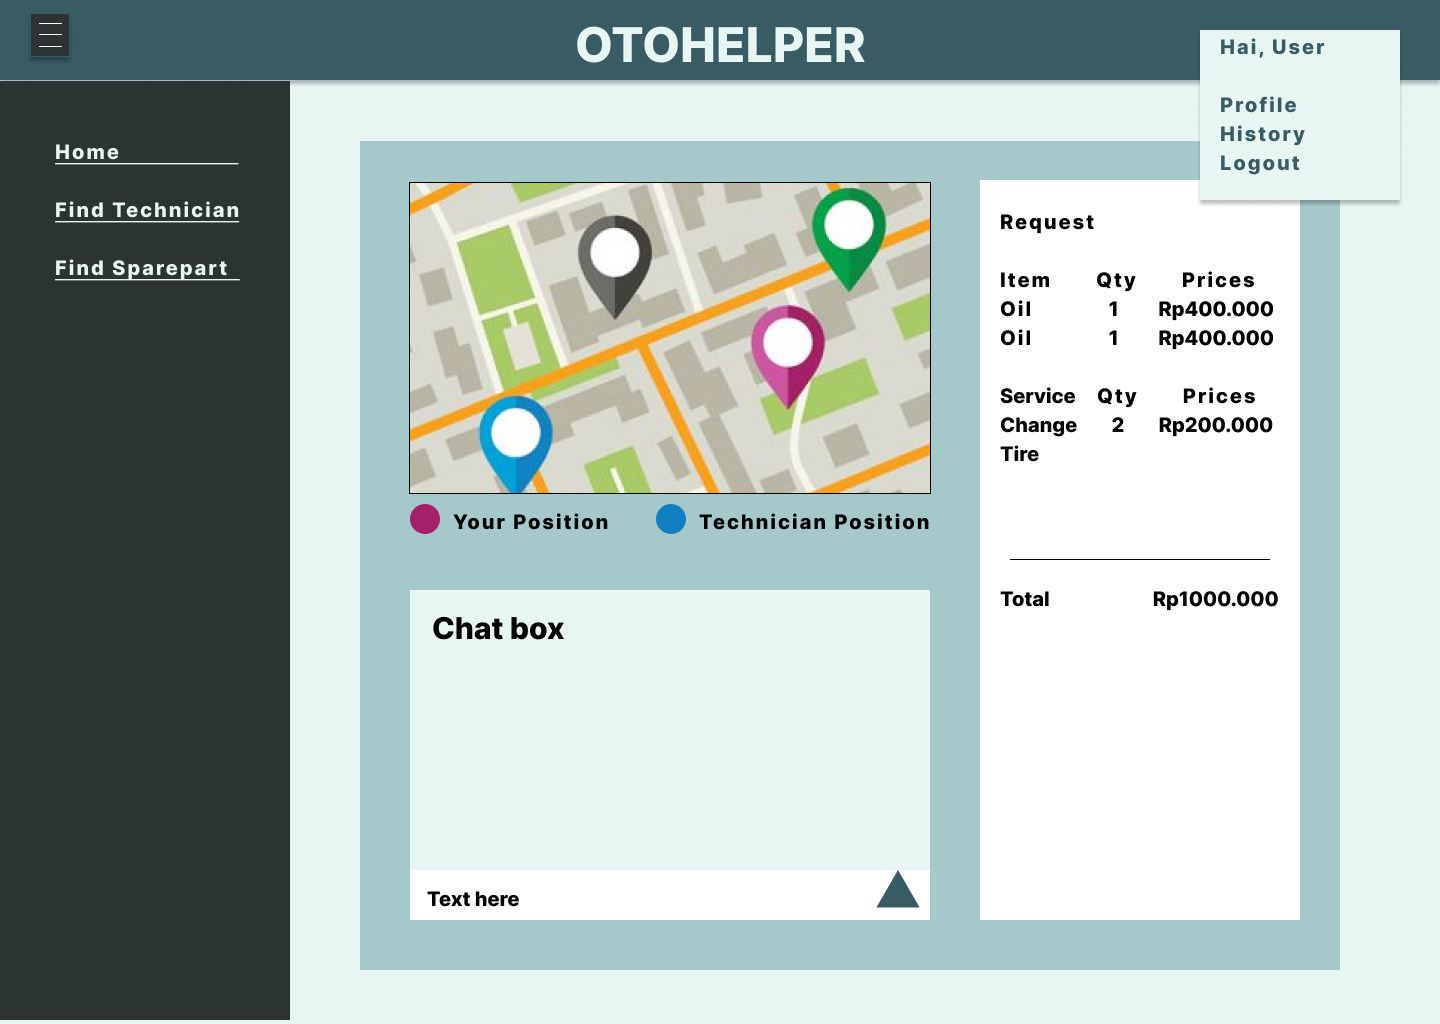 OTOHELPER
Hai, User
Profile
History
Logout
Home
Find Technician
Find Sparepart
Your Position Technician Position
Chat box
Text here
Request
Item Qty Prices
Oil 1 Rp400.000
Oil 1 Rp400.000
Service Qty Prices
Change 2 Rp200.000
Tire
Total Rp1000.000